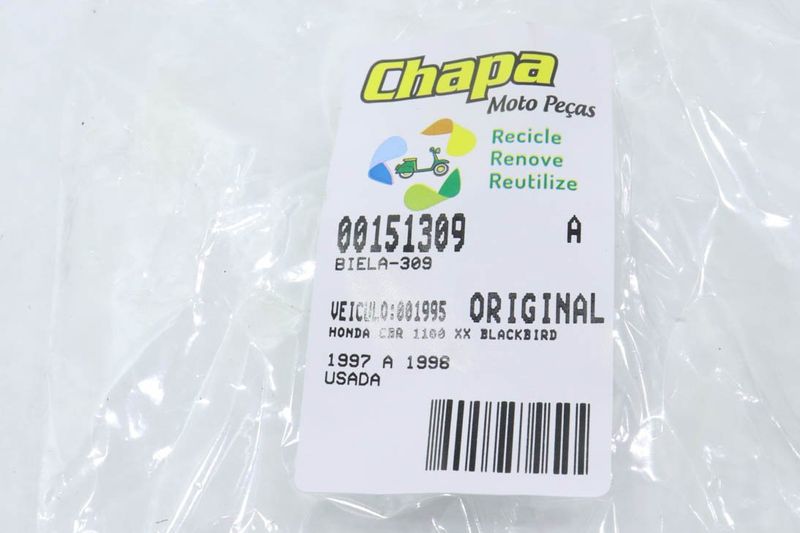 Chapa
Moto Peças
Recicle
Renove
Reutilize
00151309 A
BIELA-309
VEICULO:001995 ORIGINAL
HONDA CBR 1100 XX BLACKBIRD
1997 A 1998
USADA